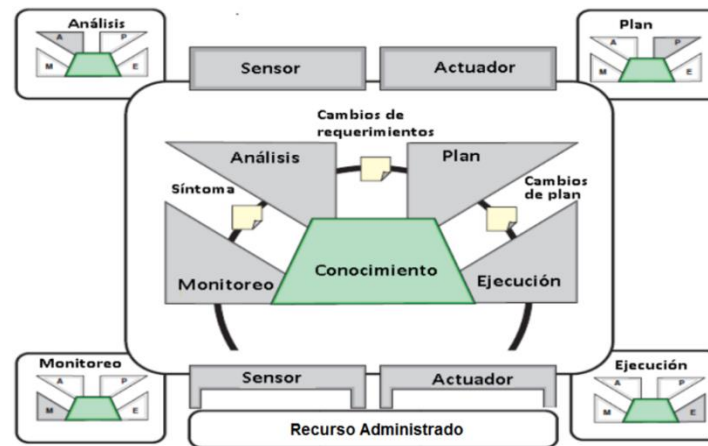 Análisis
A
P
M
E
Plan
A
P
M
E
Sensor
Actuador
Cambios de
requerimientos
Análisis
Plan
Síntoma
Cambios
de plan
Monitoreo
Conocimiento
Ejecución
Monitoreo
A
P
M
E
Sensor
Actuador
Ejecución
A
P
M
E
Recurso Administrado